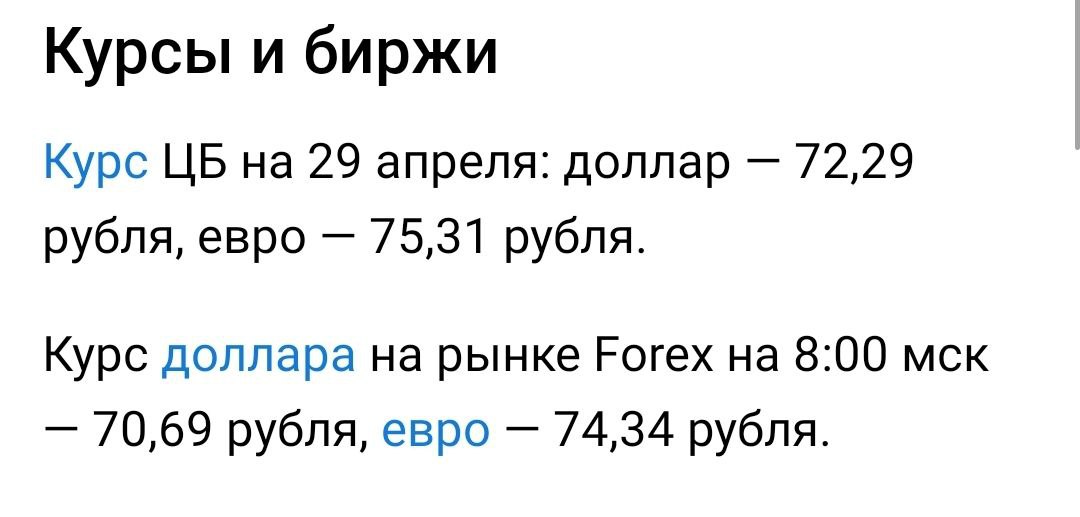 Курсы и биржи
Курс ЦБ на 29 апреля: доллар — 72,29
рубля, евро — 75,31 рубля.
Курс доллара на рынке Forex на 8:00 мск
— 70,69 рубля, евро — 74,34 рубля.